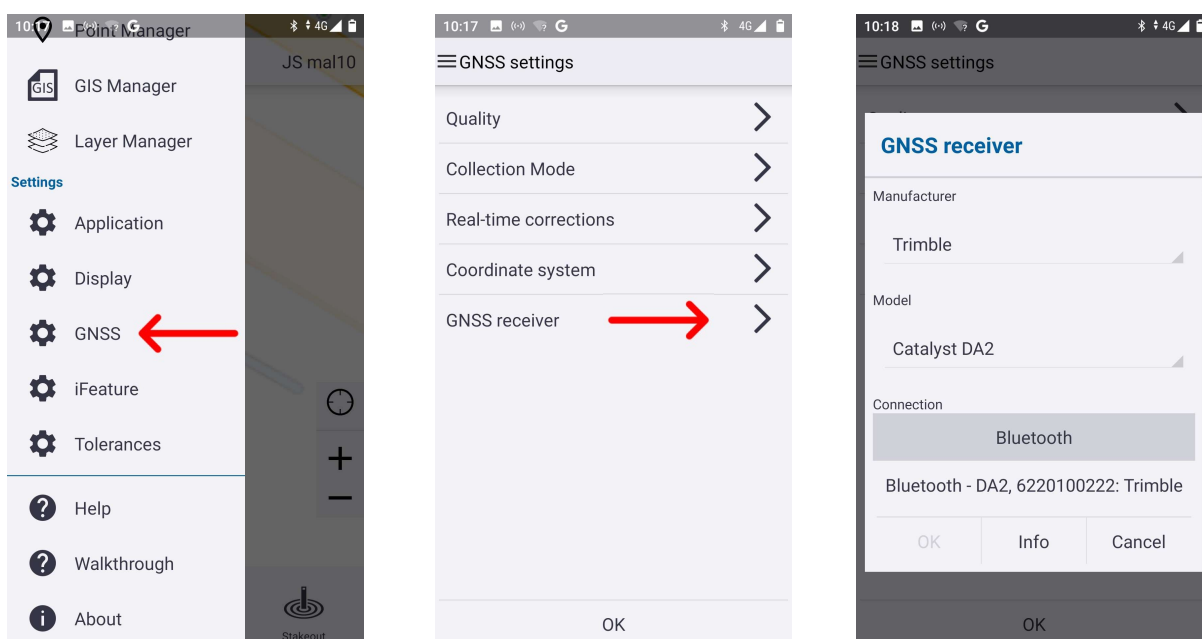 10:17 G 4G
Point Manager
JS mal10
GIS
GIS Manager
Layer Manager
Settings
Application
Display
GNSS
iFeature
Tolerances
Help
Walkthrough
About
Stakeout
10:17 G 4G
GNSS settings
Quality
Collection Mode
Real-time corrections
Coordinate system
GNSS receiver
OK
10:18 G 4G
GNSS settings
GNSS receiver
Manufacturer
Trimble
Model
Catalyst DA2
Connection
Bluetooth
Bluetooth - DA2, 6220100222: Trimble
OK Info Cancel
OK